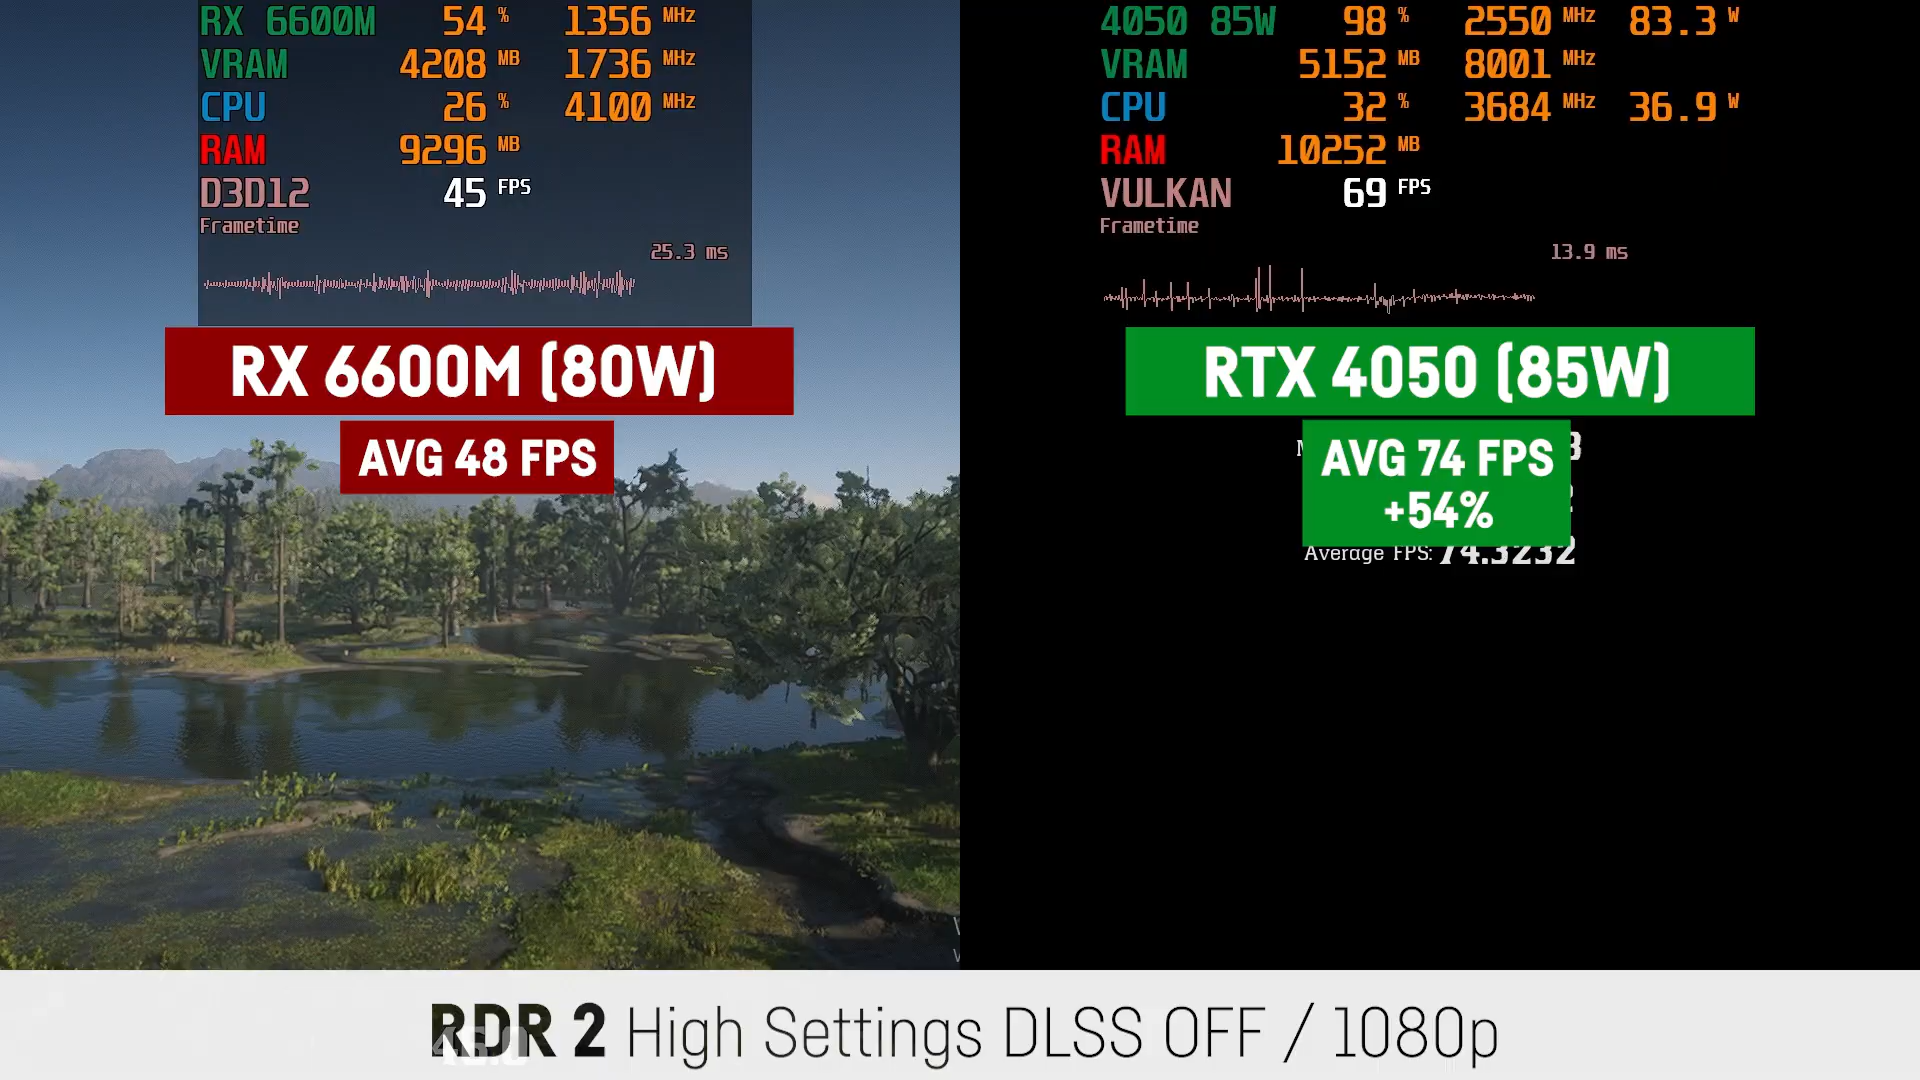 RX 6600M 54 % 1356 MHz
VRAM 4208 MB 1736 MHz
CPU 26 % 4100 MHz
RAM 9296 MB
D3D12 45 FPS
Frametime
25.3 ms
RX 6600M (80W)
AVG 48 FPS
4050 85W 98 % 2550 MHz 83.3 W
VRAM 5152 MB 8001 MHz
CPU 32 % 3684 MHz 36.9 W
RAM 10252 MB
VULKAN 69 FPS
Frametime
13.9 ms
RTX 4050 (85W)
AVG 74 FPS
+54%
Average FPS: 74.3232
RDR 2 High Settings DLSS OFF / 1080p